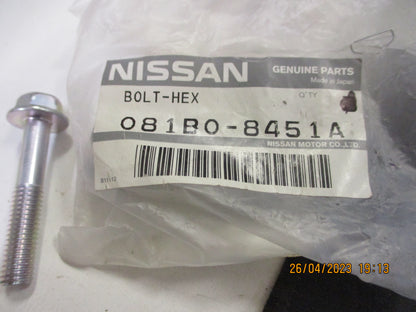 NISSAN
GENUINE PARTS
Made in Japan
BOLT-HEX
Q'TY
081B0-8451A
NISSAN MOTOR CO.,LTD.
26/04/2023 19:13